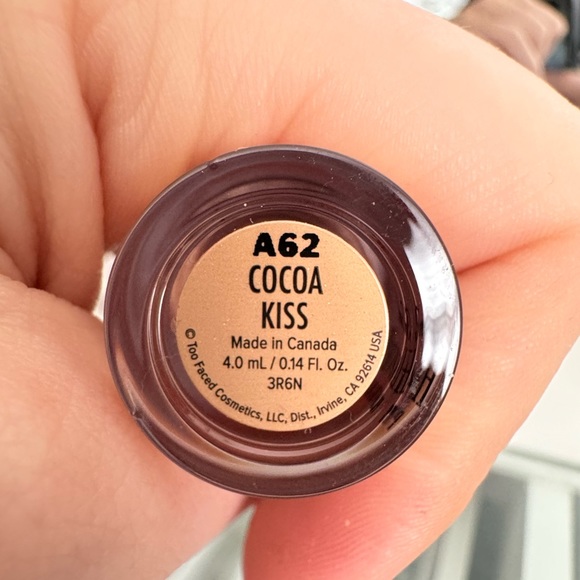 A62
COCOA
KISS
Made in Canada
4.0 mL / 0.14 Fl. Oz.
3R6N
© Too Faced Cosmetics, LLC, Dist., Irvine, CA 92614 USA